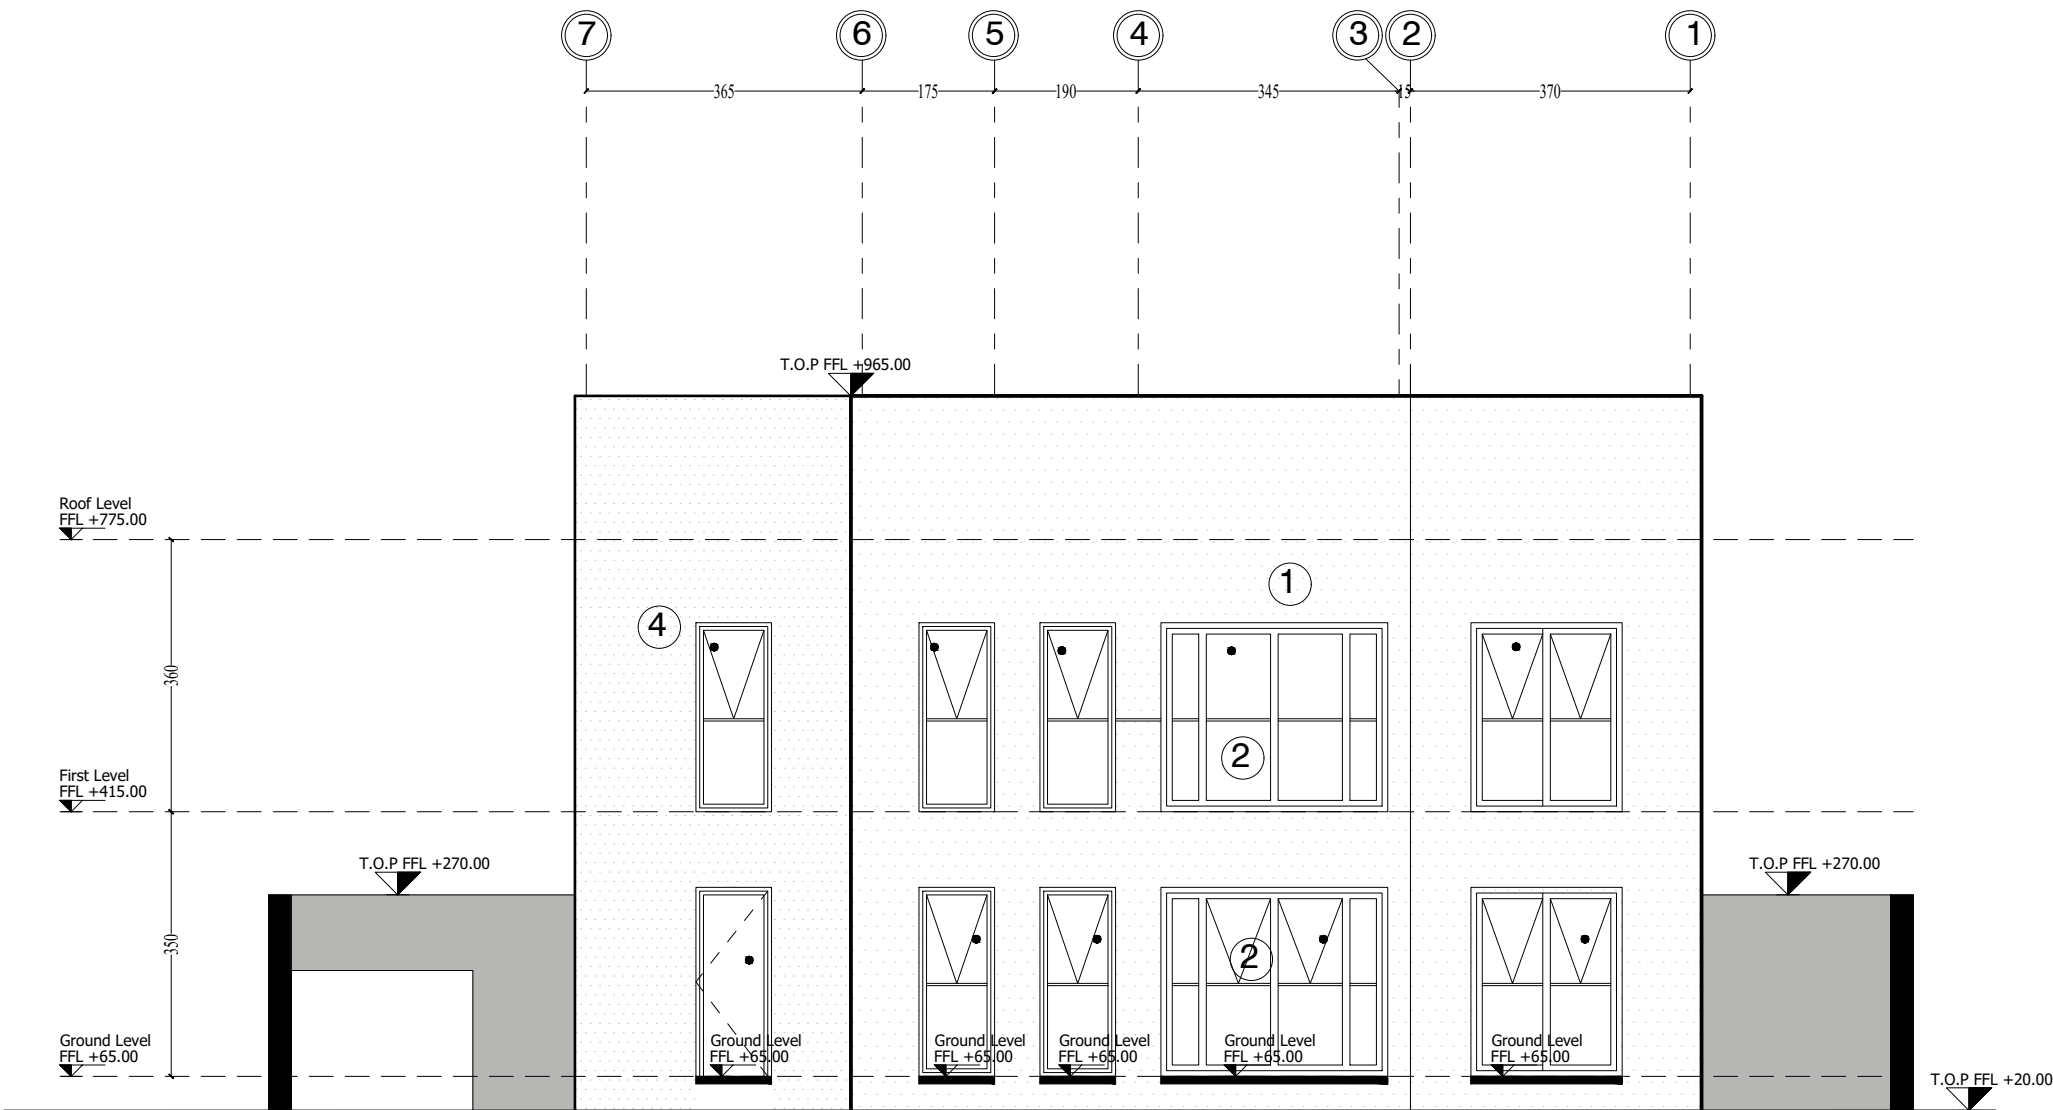 7 6 5 4 3 2 1
365 175 190 345 15 370
T.O.P FFL +965.00
Roof Level
FFL +775.00
1
4
360
2
First Level
FFL +415.00
T.O.P FFL +270.00
T.O.P FFL +270.00
350
2
Ground Level
FFL +65.00
Ground Level
FFL +65.00
Ground Level
FFL +65.00
Ground Level
FFL +65.00
Ground Level
FFL +65.00
Ground Level
FFL +65.00
T.O.P FFL +20.00